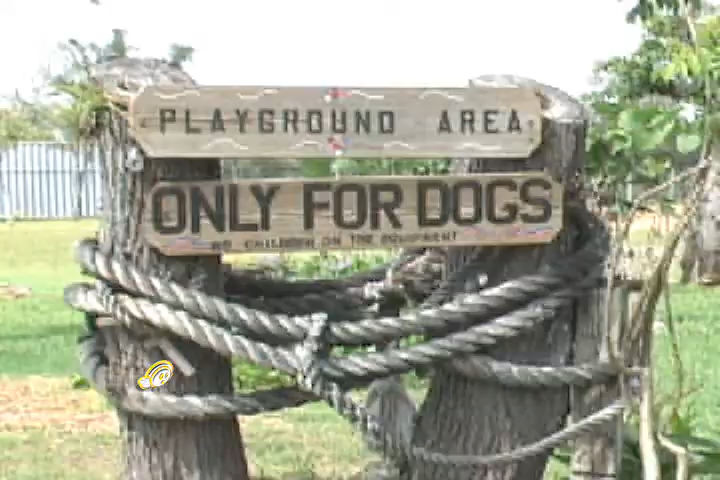 PLAYGROUND AREA
ONLY FOR DOGS
NO CHILDREN ON THE EQUIPMENT